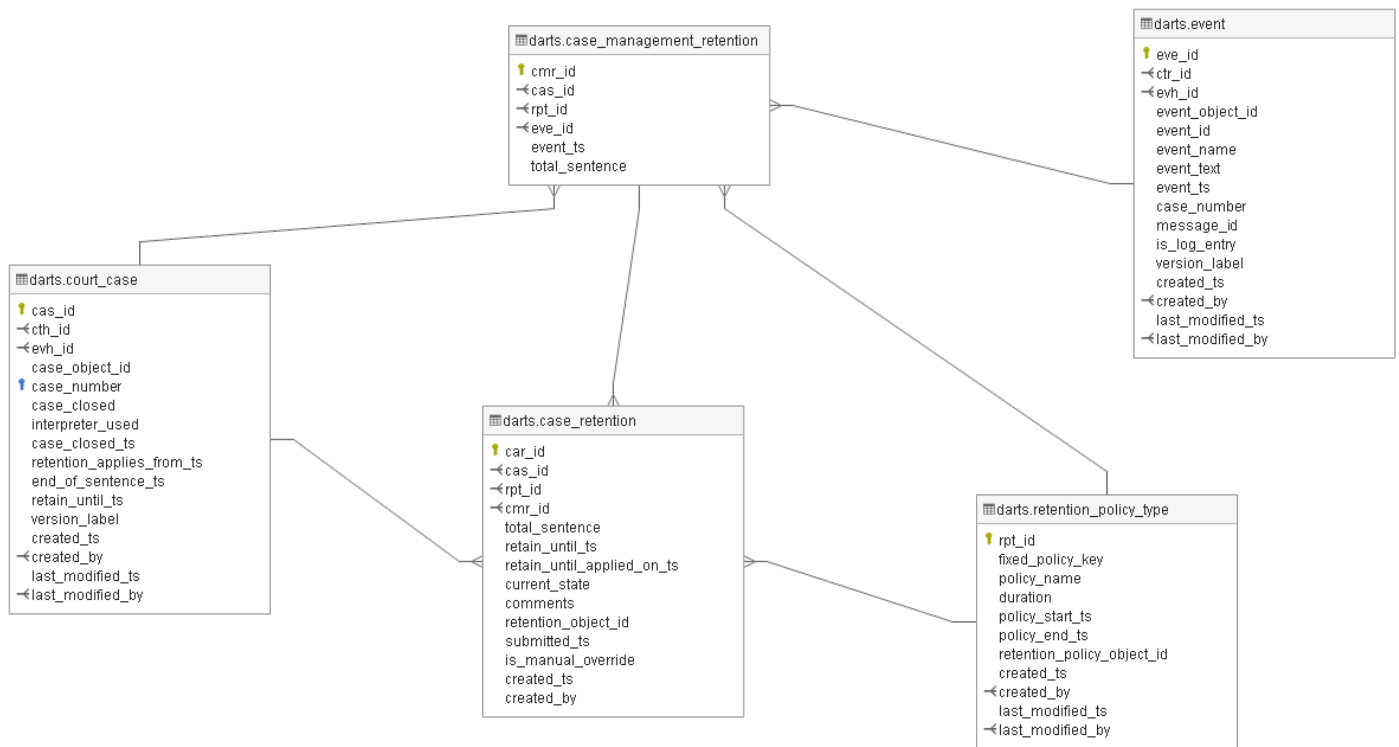 darts.case_management_retention
cmr_id
cas_id
rpt_id
eve_id
event_ts
total_sentence
darts.event
eve_id
ctr_id
evh_id
event_object_id
event_id
event_name
event_text
event_ts
case_number
message_id
is_log_entry
version_label
created_ts
created_by
last_modified_ts
last_modified_by
darts.court_case
cas_id
cth_id
evh_id
case_object_id
case_number
case_closed
interpreter_used
case_closed_ts
retention_applies_from_ts
end_of_sentence_ts
retain_until_ts
version_label
created_ts
created_by
last_modified_ts
last_modified_by
darts.case_retention
car_id
cas_id
rpt_id
cmr_id
total_sentence
retain_until_ts
retain_until_applied_on_ts
current_state
comments
retention_object_id
submitted_ts
is_manual_override
created_ts
created_by
darts.retention_policy_type
rpt_id
fixed_policy_key
policy_name
duration
policy_start_ts
policy_end_ts
retention_policy_object_id
created_ts
created_by
last_modified_ts
last_modified_by